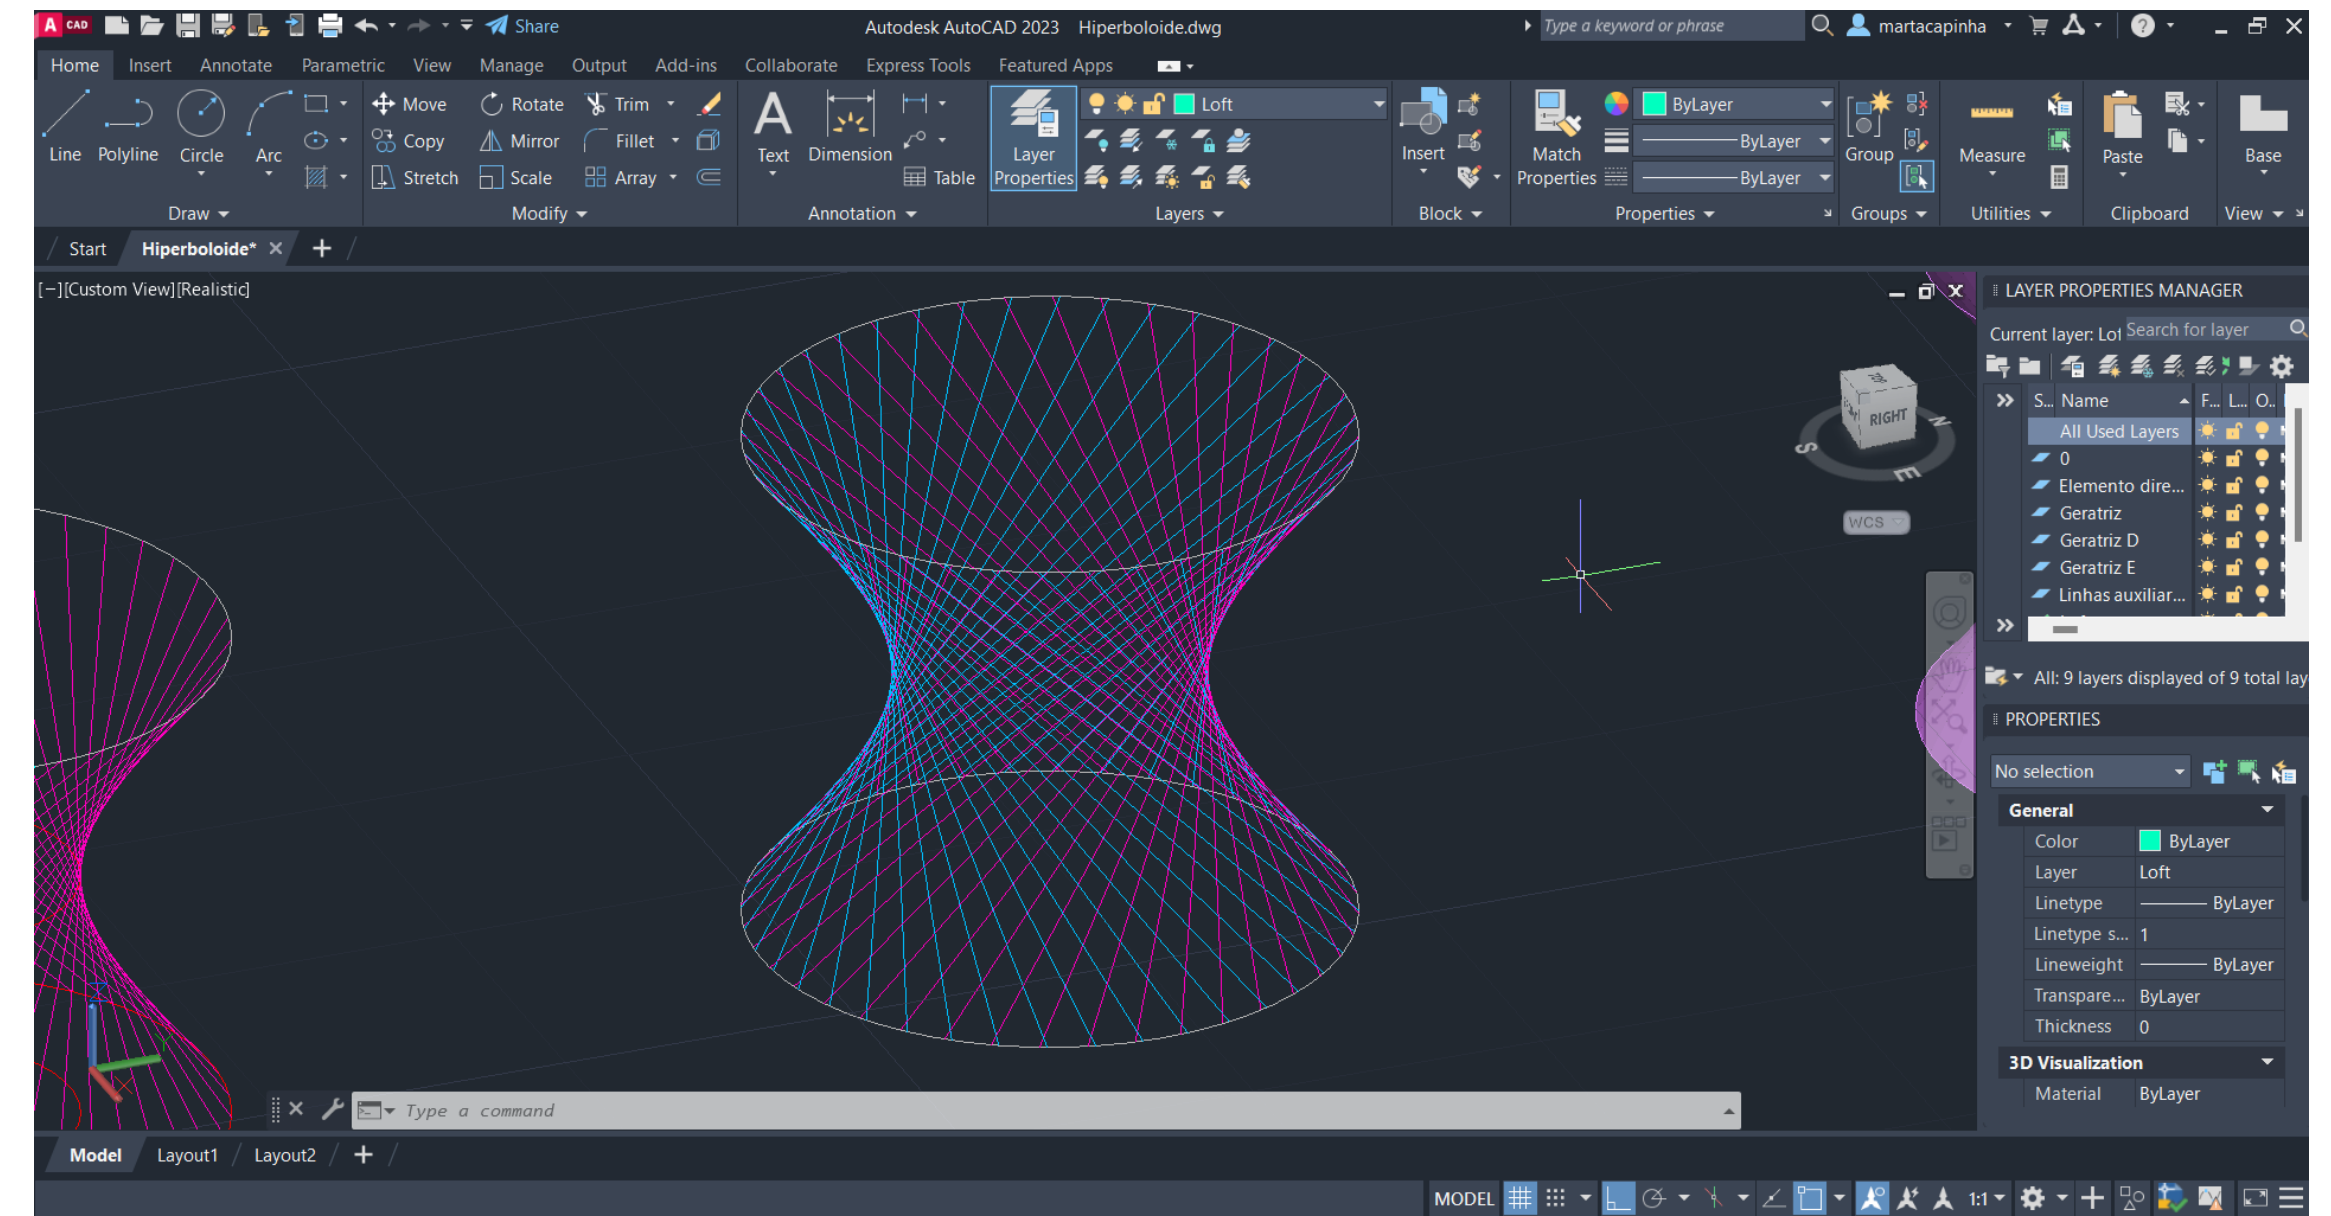 A CAD Share Autodesk AutoCAD 2023 Hiperboloide.dwg Type a keyword or phrase martacapinha
Home Insert Annotate Parametric View Manage Output Add-ins Collaborate Express Tools Featured Apps
Line Polyline Circle Arc
Move Rotate Trim
Copy Mirror Fillet
Stretch Scale Array
Text Dimension Table
Layer Properties
Loft
Insert
Match Properties
ByLayer
ByLayer
ByLayer
Group
Measure
Paste
Base
Draw Modify Annotation Layers Block Properties Groups Utilities Clipboard View
Start Hiperboloide*
[−][Custom View][Realistic]
TOP
RIGHT
S E N
WCS
LAYER PROPERTIES MANAGER
Current layer: Lof Search for layer
S... Name F... L... O..
All Used Layers
0
Elemento dire...
Geratriz
Geratriz D
Geratriz E
Linhas auxiliar...
All: 9 layers displayed of 9 total lay
PROPERTIES
No selection
General
Color ByLayer
Layer Loft
Linetype ByLayer
Linetype s... 1
Lineweight ByLayer
Transpare... ByLayer
Thickness 0
3D Visualization
Material ByLayer
Type a command
Model Layout1 Layout2
MODEL 1:1